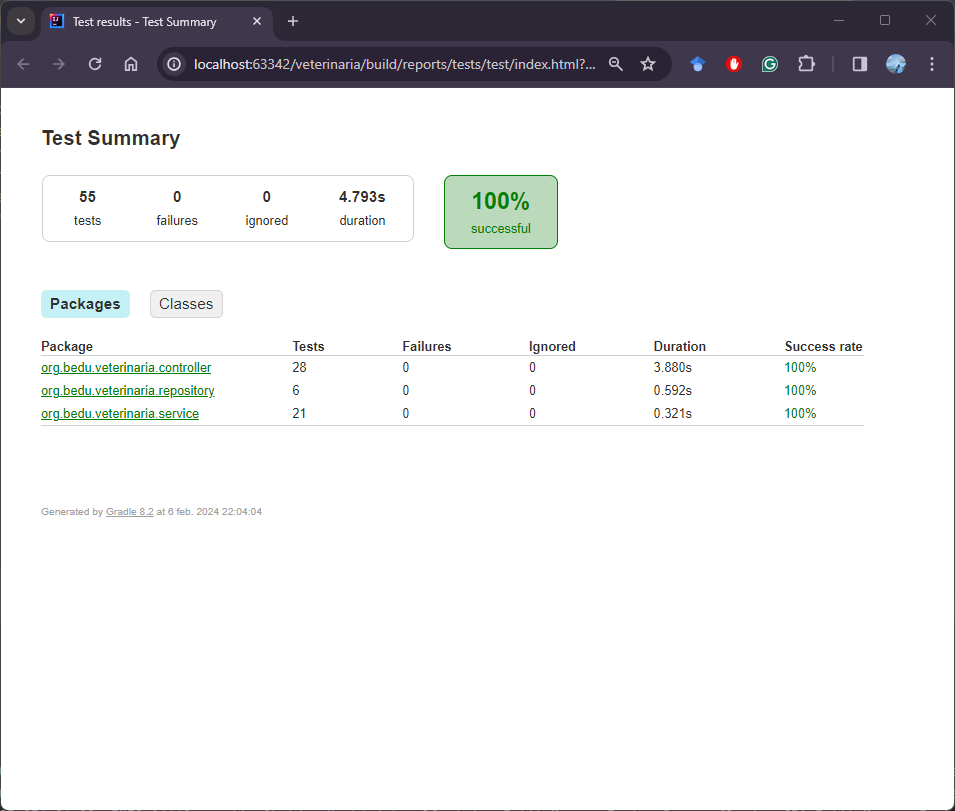 Test results - Test Summary
localhost:63342/veterinaria/build/reports/tests/test/index.html?...
Test Summary
55 0 0 4.793s
tests failures ignored duration
100%
successful
Packages Classes
Package Tests Failures Ignored Duration Success rate
org.bedu.veterinaria.controller 28 0 0 3.880s 100%
org.bedu.veterinaria.repository 6 0 0 0.592s 100%
org.bedu.veterinaria.service 21 0 0 0.321s 100%
Generated by Gradle 8.2 at 6 feb. 2024 22:04:04